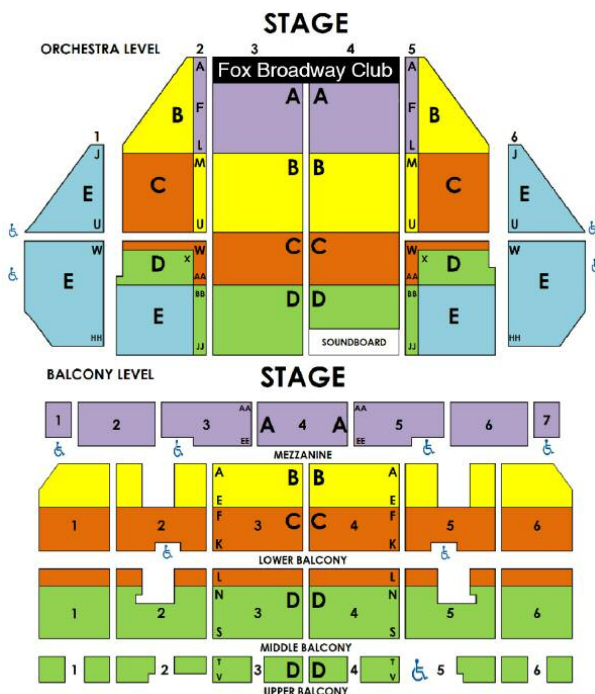 STAGE
ORCHESTRA LEVEL
2 3 4 5
Fox Broadway Club
A A A A
B F A A F B
L L
1 6
J M B B M J
E C C E
U U C C U U
W W W W
D X X D
AA AA
E BB D D BB E
E E
HH JJ SOUNDBOARD JJ HH
BALCONY LEVEL
STAGE
1 2 3 AA A 4 A AA 5 6 7
EE EE
MEZZANINE
A B B A
E E
1 2 F 3 C C 4 F 5 6
K K
LOWER BALCONY
L L
1 2 N 3 D D 4 N 5 6
S S
MIDDLE BALCONY
1 2 T 3 D D 4 T 5 6
V V
UPPER BALCONY